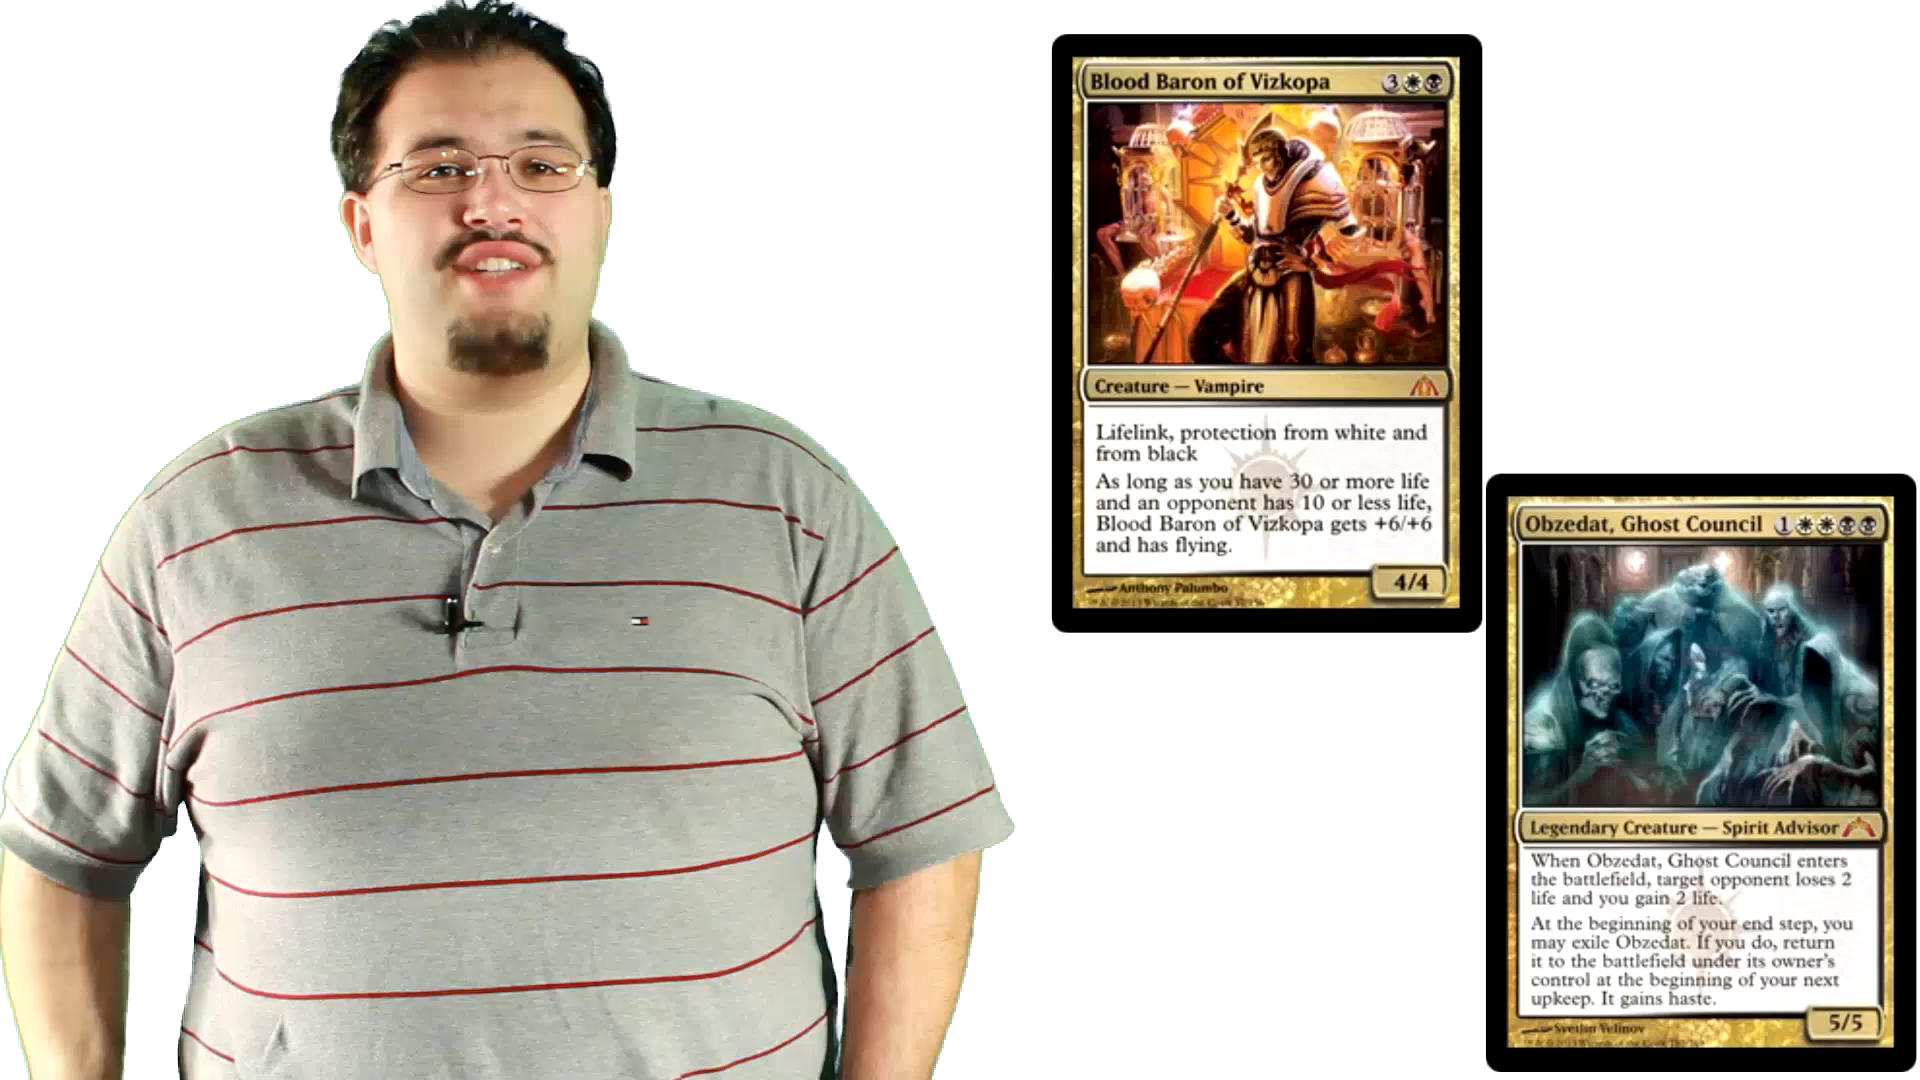 Blood Baron of Vizkopa 3
Creature — Vampire
Lifelink, protection from white and
from black
As long as you have 30 or more life
and an opponent has 10 or less life,
Blood Baron of Vizkopa gets +6/+6
and has flying.
4/4
Anthony Palumbo
Obzedat, Ghost Council 1
Legendary Creature — Spirit Advisor
When Obzedat, Ghost Council enters
the battlefield, target opponent loses 2
life and you gain 2 life.
At the beginning of your end step, you
may exile Obzedat. If you do, return
it to the battlefield under its owner's
control at the beginning of your next
upkeep. It gains haste.
5/5
Svetlin Velinov